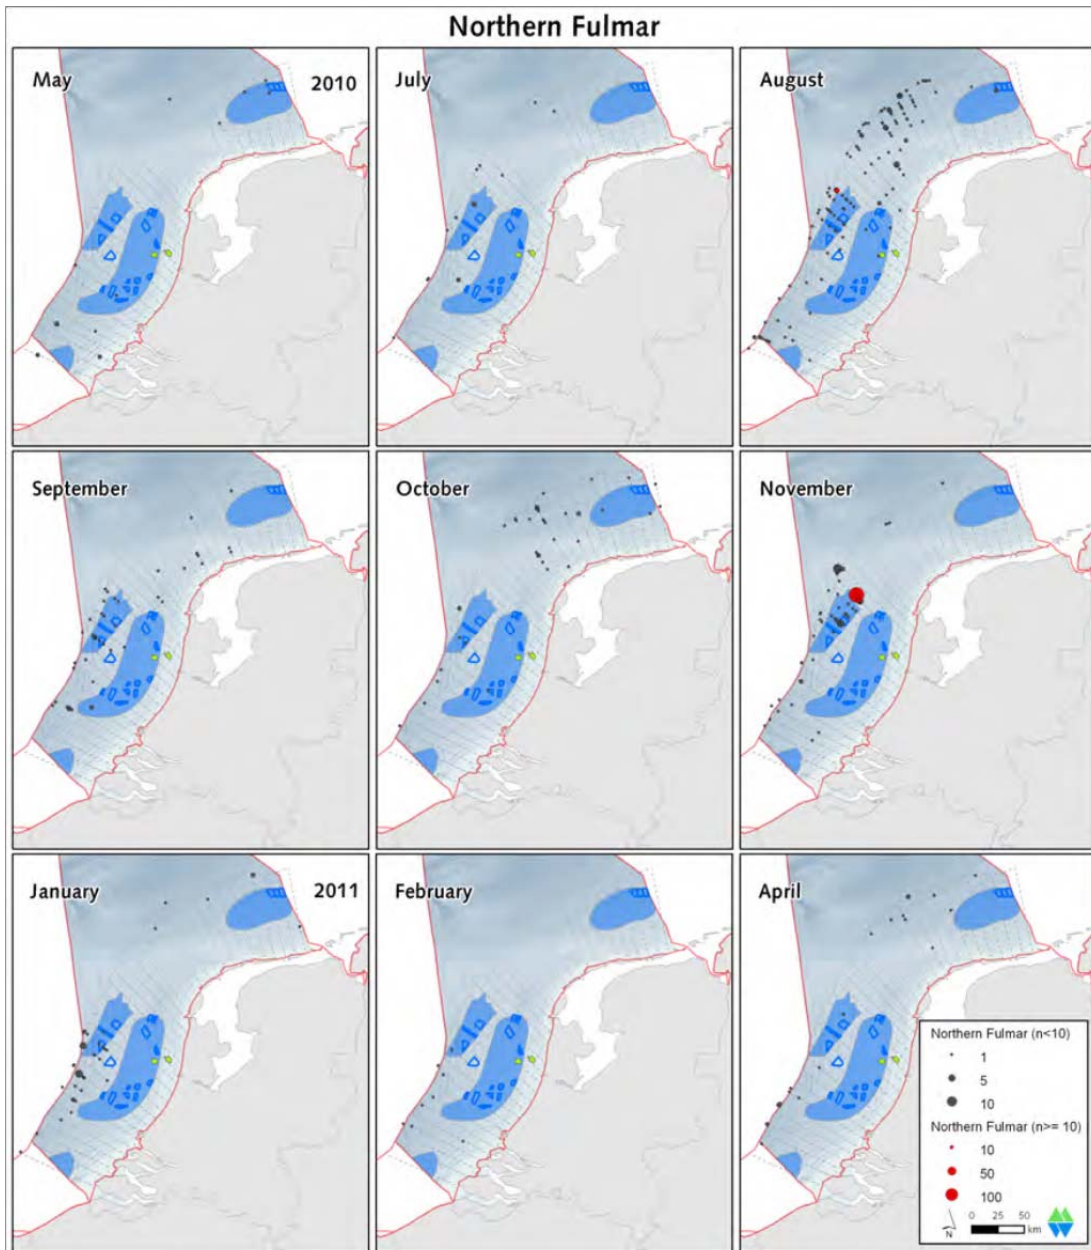 Northern Fulmar
May
2010
July
August
September
October
November
January
2011
February
April
Northern Fulmar (n<10)
1
5
10
Northern Fulmar (n>= 10)
10
50
100
N
0 25 50
km